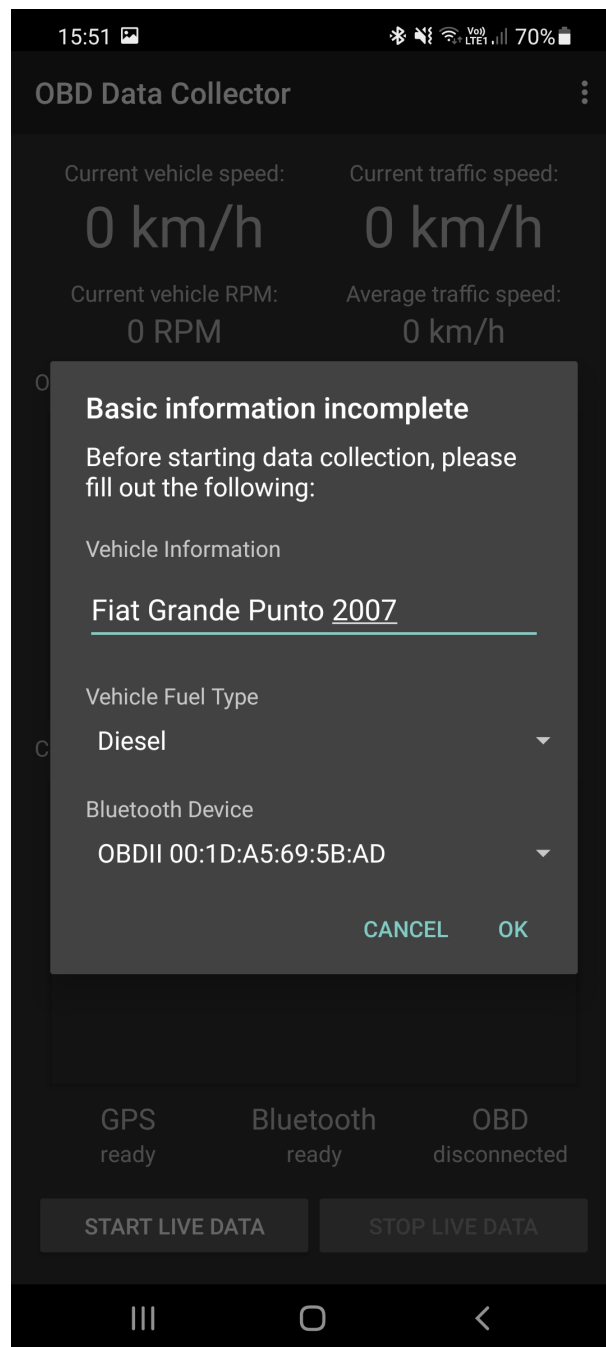 15:51 Vo)) LTE1 70%
OBD Data Collector
Current vehicle speed: Current traffic speed:
0 km/h 0 km/h
Current vehicle RPM: Average traffic speed:
0 RPM 0 km/h
O
Basic information incomplete
Before starting data collection, please
fill out the following:
Vehicle Information
Fiat Grande Punto 2007
Vehicle Fuel Type
C
Diesel
Bluetooth Device
OBDII 00:1D:A5:69:5B:AD
CANCEL OK
GPS Bluetooth OBD
ready ready disconnected
START LIVE DATA STOP LIVE DATA